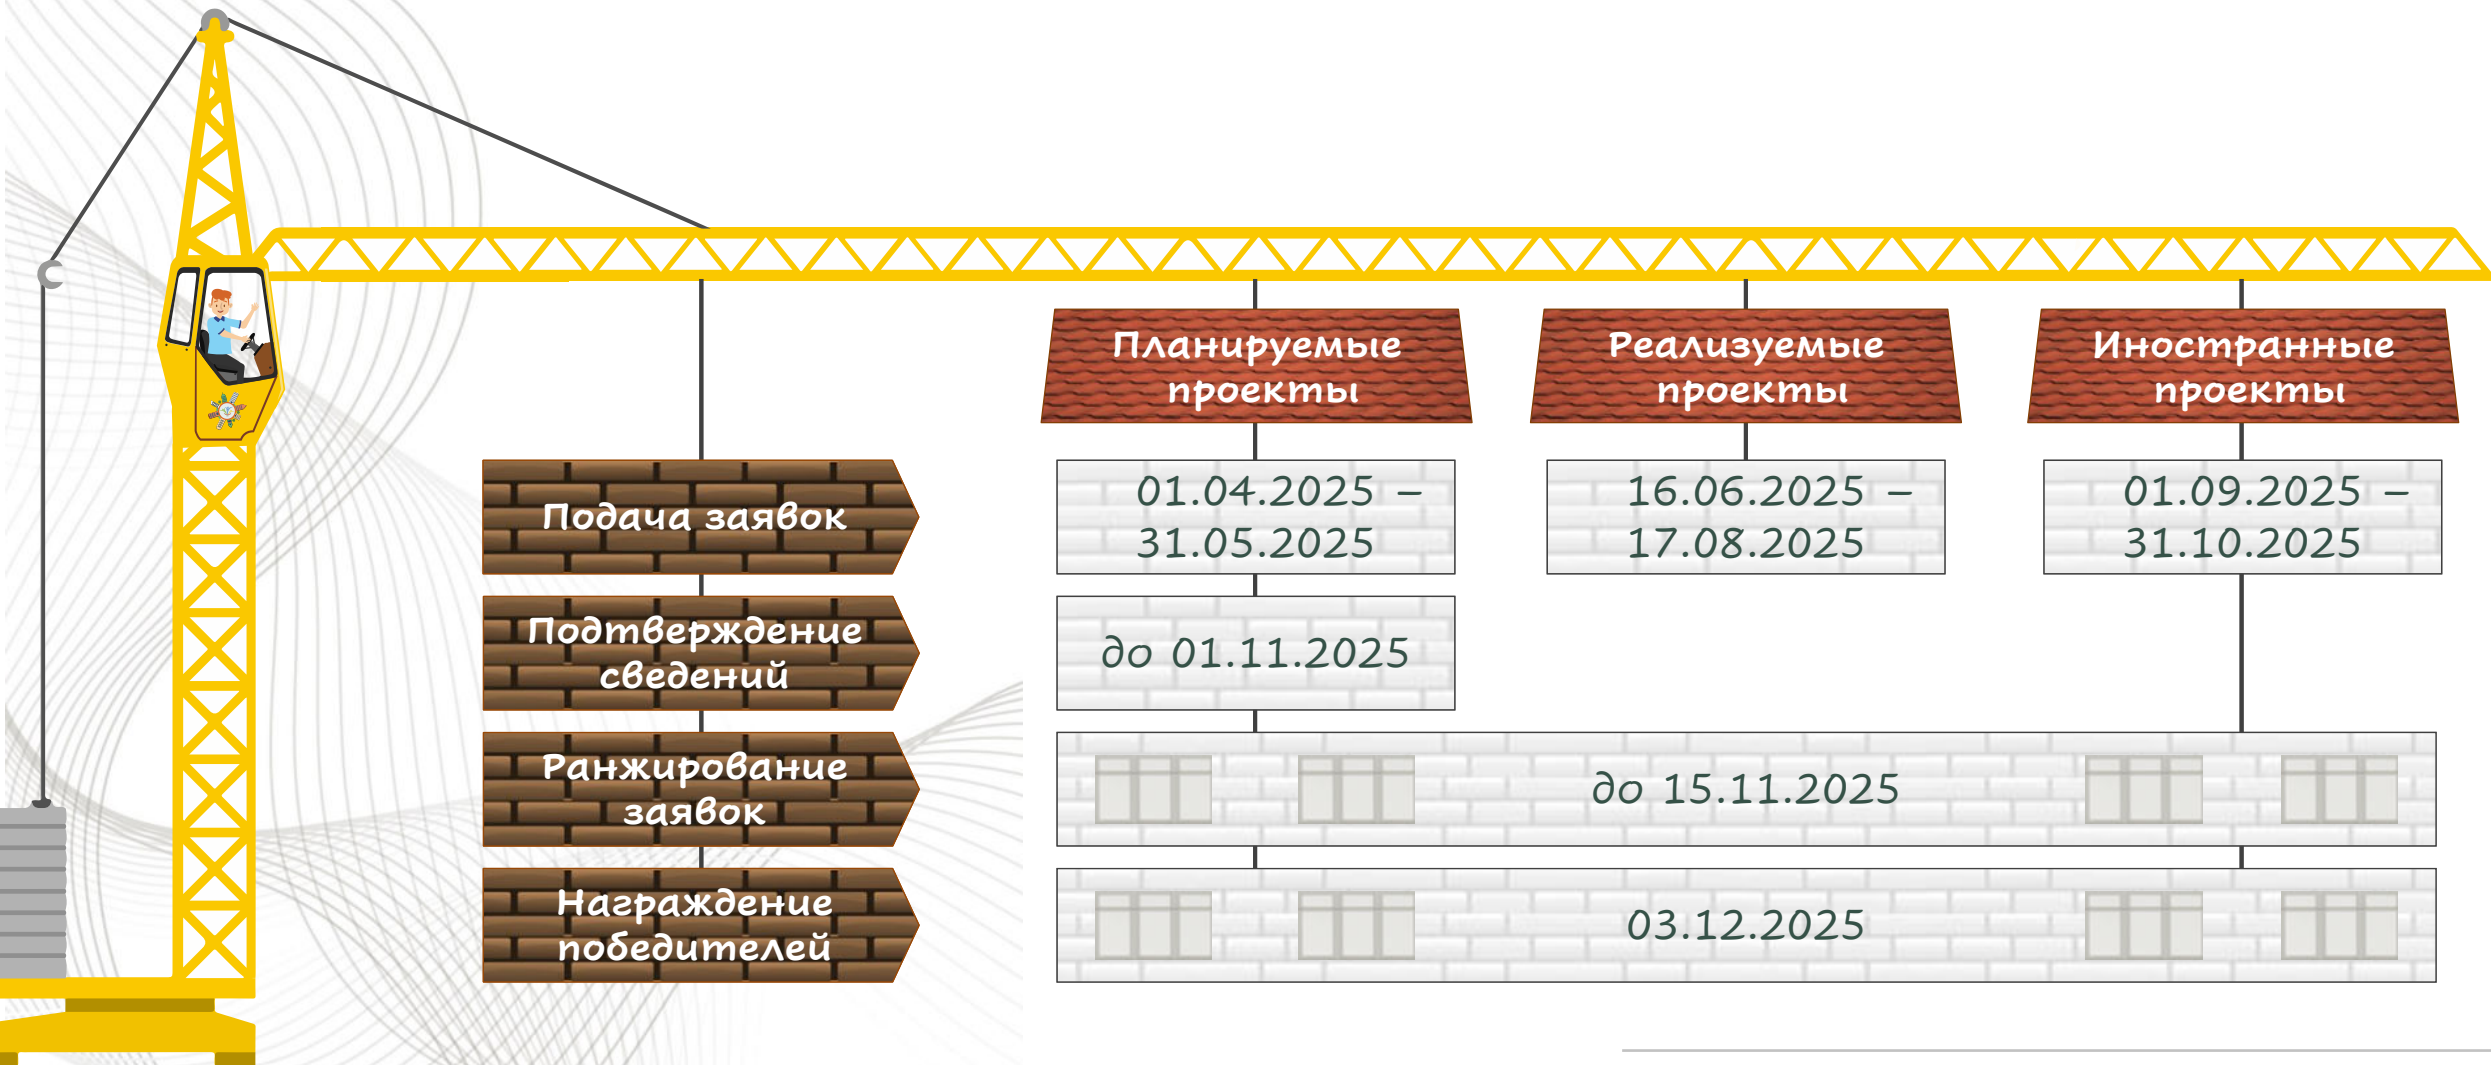 Планируемые
проекты
Реализуемые
проекты
Иностранные
проекты
Подача заявок
01.04.2025 –
31.05.2025
16.06.2025 –
17.08.2025
01.09.2025 –
31.10.2025
Подтверждение
сведений
до 01.11.2025
Ранжирование
заявок
до 15.11.2025
Награждение
победителей
03.12.2025